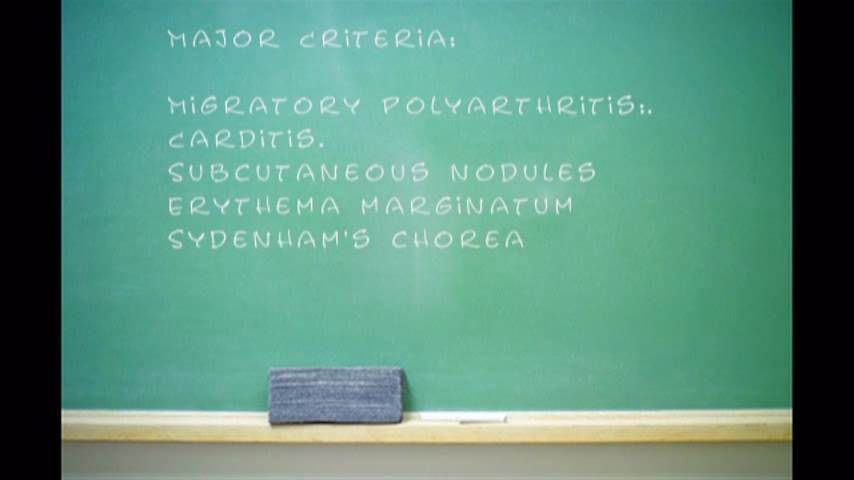 MAJOR CRITERIA:
MIGRATORY POLYARTHRITIS:.
CARDITIS.
SUBCUTANEOUS NODULES
ERYTHEMA MARGINATUM
SYDENHAM'S CHOREA